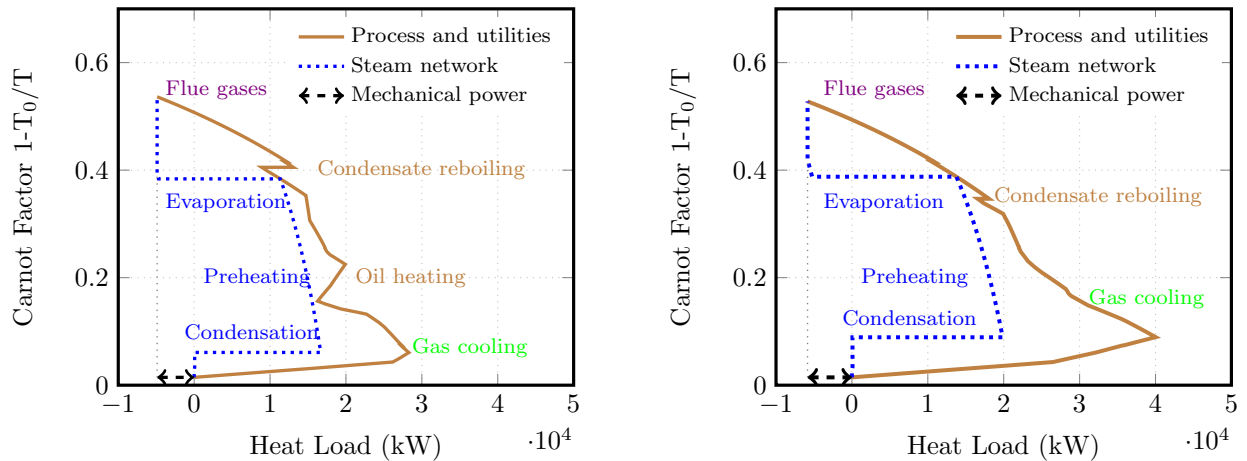 Process and utilities
Steam network
Mechanical power
Flue gases
Condensate reboiling
Evaporation
Preheating
Oil heating
Condensation
Gas cooling
0.6
0.4
0.2
0
−1
0
1
2
3
4
5
·10⁴
Carnot Factor 1-T₀/T
Heat Load (kW)
Process and utilities
Steam network
Mechanical power
Flue gases
Condensate reboiling
Evaporation
Preheating
Gas cooling
Condensation
0.6
0.4
0.2
0
−1
0
1
2
3
4
5
·10⁴
Carnot Factor 1-T₀/T
Heat Load (kW)